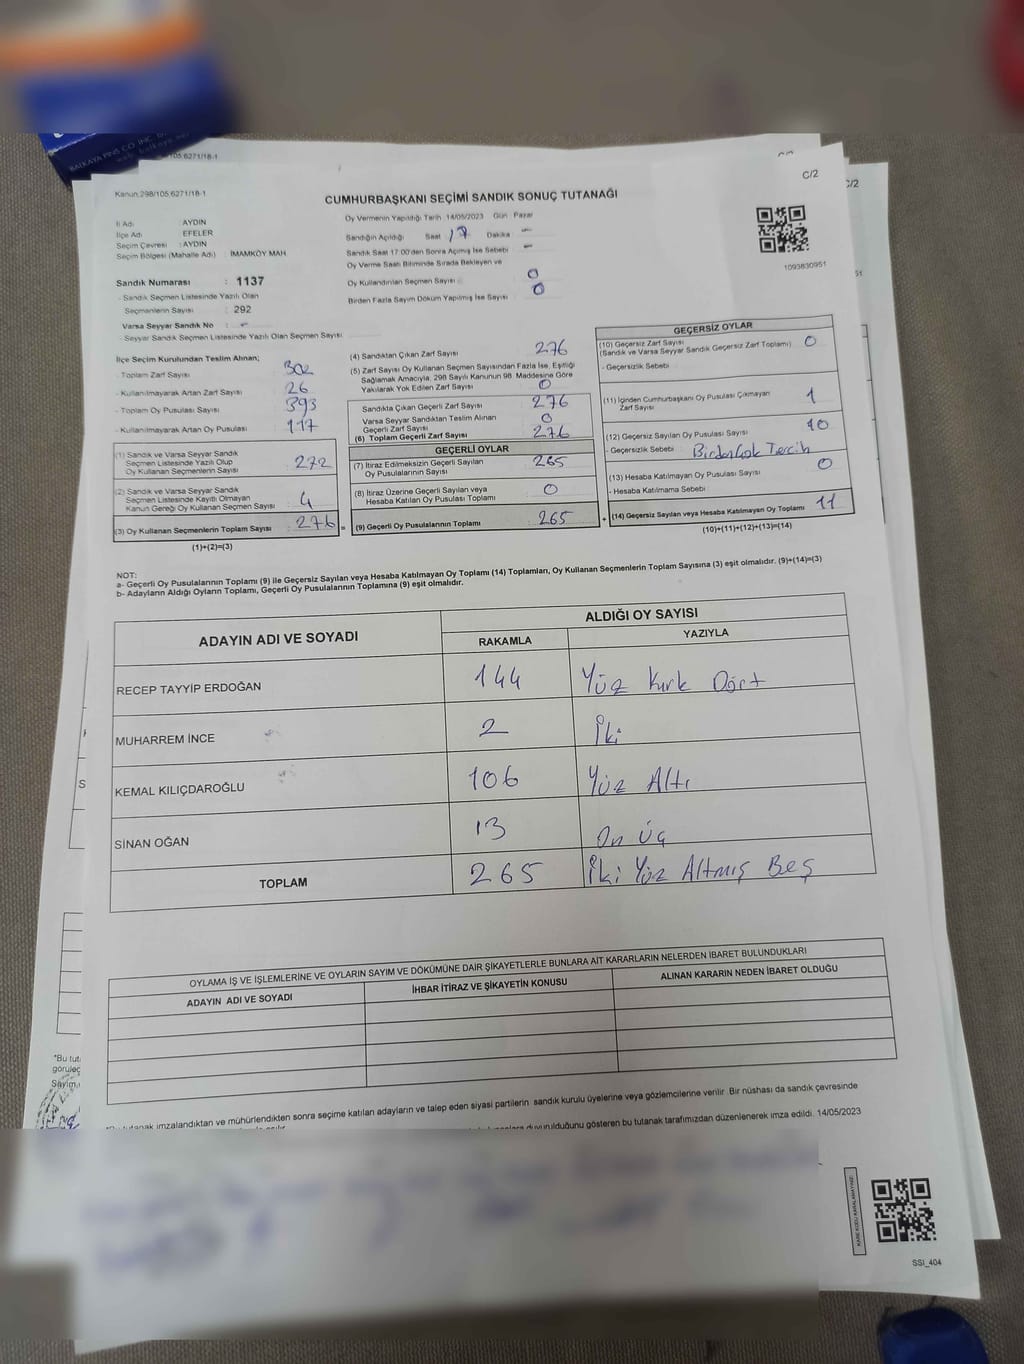 BALKAYA PINS CO. INC.
105.6271/18-1
C/2
C/2
Kanun:298/105.6271/18-1
CUMHURBAŞKANI SEÇİMİ SANDIK SONUÇ TUTANAĞI
İl Adı: AYDIN
İlçe Adı: EFELER
Seçim Çevresi : AYDIN
Seçim Bölgesi (Mahalle Adı) : İMAMKÖY MAH.
Oy Vermenin Yapıldığı Tarih 14/05/2023 Gün Pazar
Sandığın Açıldığı Saat 17 Dakika -
Sandık Saat 17:00'den Sonra Açılmış İse Sebebi -
Oy Verme Saati Bitiminde Sırada Bekleyen ve
Oy Kullandırılan Seçmen Sayısı 0
Birden Fazla Sayım Döküm Yapılmış İse Sayısı 0
1093830951
Sandık Numarası : 1137
- Sandık Seçmen Listesinde Yazılı Olan
Seçmenlerin Sayısı : 292
Varsa Seyyar Sandık No : -
- Seyyar Sandık Seçmen Listesinde Yazılı Olan Seçmen Sayısı:
İlçe Seçim Kurulundan Teslim Alınan;
- Toplam Zarf Sayısı : 302
- Kullanılmayarak Artan Zarf Sayısı : 26
- Toplam Oy Pusulası Sayısı : 393
- Kullanılmayarak Artan Oy Pusulası : 117
(1) Sandık ve Varsa Seyyar Sandık
Seçmen Listesinde Yazılı Olup
Oy Kullanan Seçmenlerin Sayısı : 272
(2) Sandık ve Varsa Seyyar Sandık
Seçmen Listesinde Kayıtlı Olmayan
Kanun Gereği Oy Kullanan Seçmen Sayısı : 4
(3) Oy Kullanan Seçmenlerin Toplam Sayısı : 276
(1)+(2)=(3)
=
(4) Sandıktan Çıkan Zarf Sayısı : 276
(5) Zarf Sayısı Oy Kullanan Seçmen Sayısından Fazla İse, Eşitliği
Sağlamak Amacıyla, 298 Sayılı Kanunun 98. Maddesine Göre
Yakılarak Yok Edilen Zarf Sayısı : 0
Sandıkta Çıkan Geçerli Zarf Sayısı : 276
Varsa Seyyar Sandıktan Teslim Alınan
Geçerli Zarf Sayısı : 0
(6) Toplam Geçerli Zarf Sayısı : 276
GEÇERLİ OYLAR
(7) İtiraz Edilmeksizin Geçerli Sayılan
Oy Pusulalarının Sayısı : 265
(8) İtiraz Üzerine Geçerli Sayılan veya
Hesaba Katılan Oy Pusulası Toplamı : 0
(9) Geçerli Oy Pusulalarının Toplamı : 265
+
GEÇERSİZ OYLAR
(10) Geçersiz Zarf Sayısı
(Sandık ve Varsa Seyyar Sandık Geçersiz Zarf Toplamı) : 0
- Geçersizlik Sebebi :
(11) İçinden Cumhurbaşkanı Oy Pusulası Çıkmayan
Zarf Sayısı : 1
(12) Geçersiz Sayılan Oy Pusulası Sayısı : 10
- Geçersizlik Sebebi : Birden Çok Tercih
(13) Hesaba Katılmayan Oy Pusulası Sayısı : 0
- Hesaba Katılmama Sebebi :
(14) Geçersiz Sayılan veya Hesaba Katılmayan Oy Toplamı : 11
(10)+(11)+(12)+(13)=(14)
NOT:
a- Geçerli Oy Pusulalarının Toplamı (9) ile Geçersiz Sayılan veya Hesaba Katılmayan Oy Toplamı (14) Toplamları, Oy Kullanan Seçmenlerin Toplam Sayısına (3) eşit olmalıdır. (9)+(14)=(3)
b- Adayların Aldığı Oyların Toplamı, Geçerli Oy Pusulalarının Toplamına (9) eşit olmalıdır.
ADAYIN ADI VE SOYADI
ALDIĞI OY SAYISI
RAKAMLA YAZIYLA
RECEP TAYYİP ERDOĞAN 144 Yüz Kırk Dört
MUHARREM İNCE 2 İki
KEMAL KILIÇDAROĞLU 106 Yüz Altı
SİNAN OĞAN 13 On Üç
TOPLAM 265 İki Yüz Altmış Beş
OYLAMA İŞ VE İŞLEMLERİNE VE OYLARIN SAYIM VE DÖKÜMÜNE DAİR ŞİKAYETLERLE BUNLARA AİT KARARLARIN NELERDEN İBARET BULUNDUKLARI
ADAYIN ADI VE SOYADI İHBAR İTİRAZ VE ŞİKAYETİN KONUSU ALINAN KARARIN NEDEN İBARET OLDUĞU
*Bu tut
görüleç
Sayım,
tutanak imzalandıktan ve mühürlendikten sonra seçime katılan adayların ve talep eden siyasi partilerin sandık kurulu üyelerine veya gözlemcilerine verilir. Bir nüshası da sandık çevresinde
duyurulduğunu gösteren bu tutanak tarafımızdan düzenlenerek imza edildi. 14/05/2023
KARE KODU KARALAMAYINIZ
SSI_404